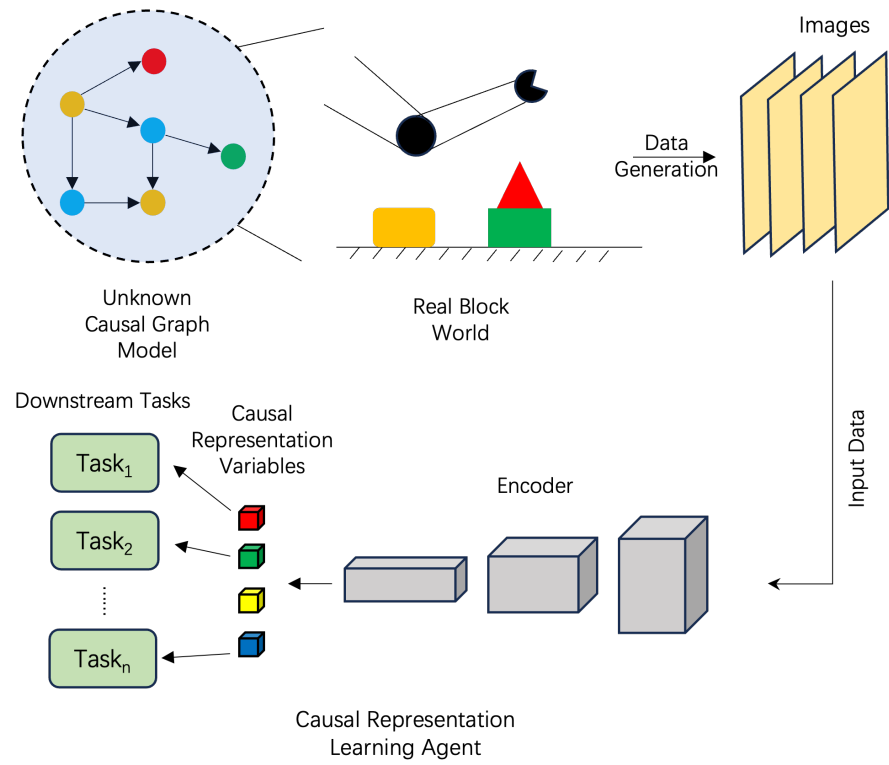 Images
Data
Generation
Unknown
Causal Graph
Model
Real Block
World
Downstream Tasks
Causal
Representation
Variables
Task1
Task2
Taskn
Encoder
Input Data
Causal Representation
Learning Agent